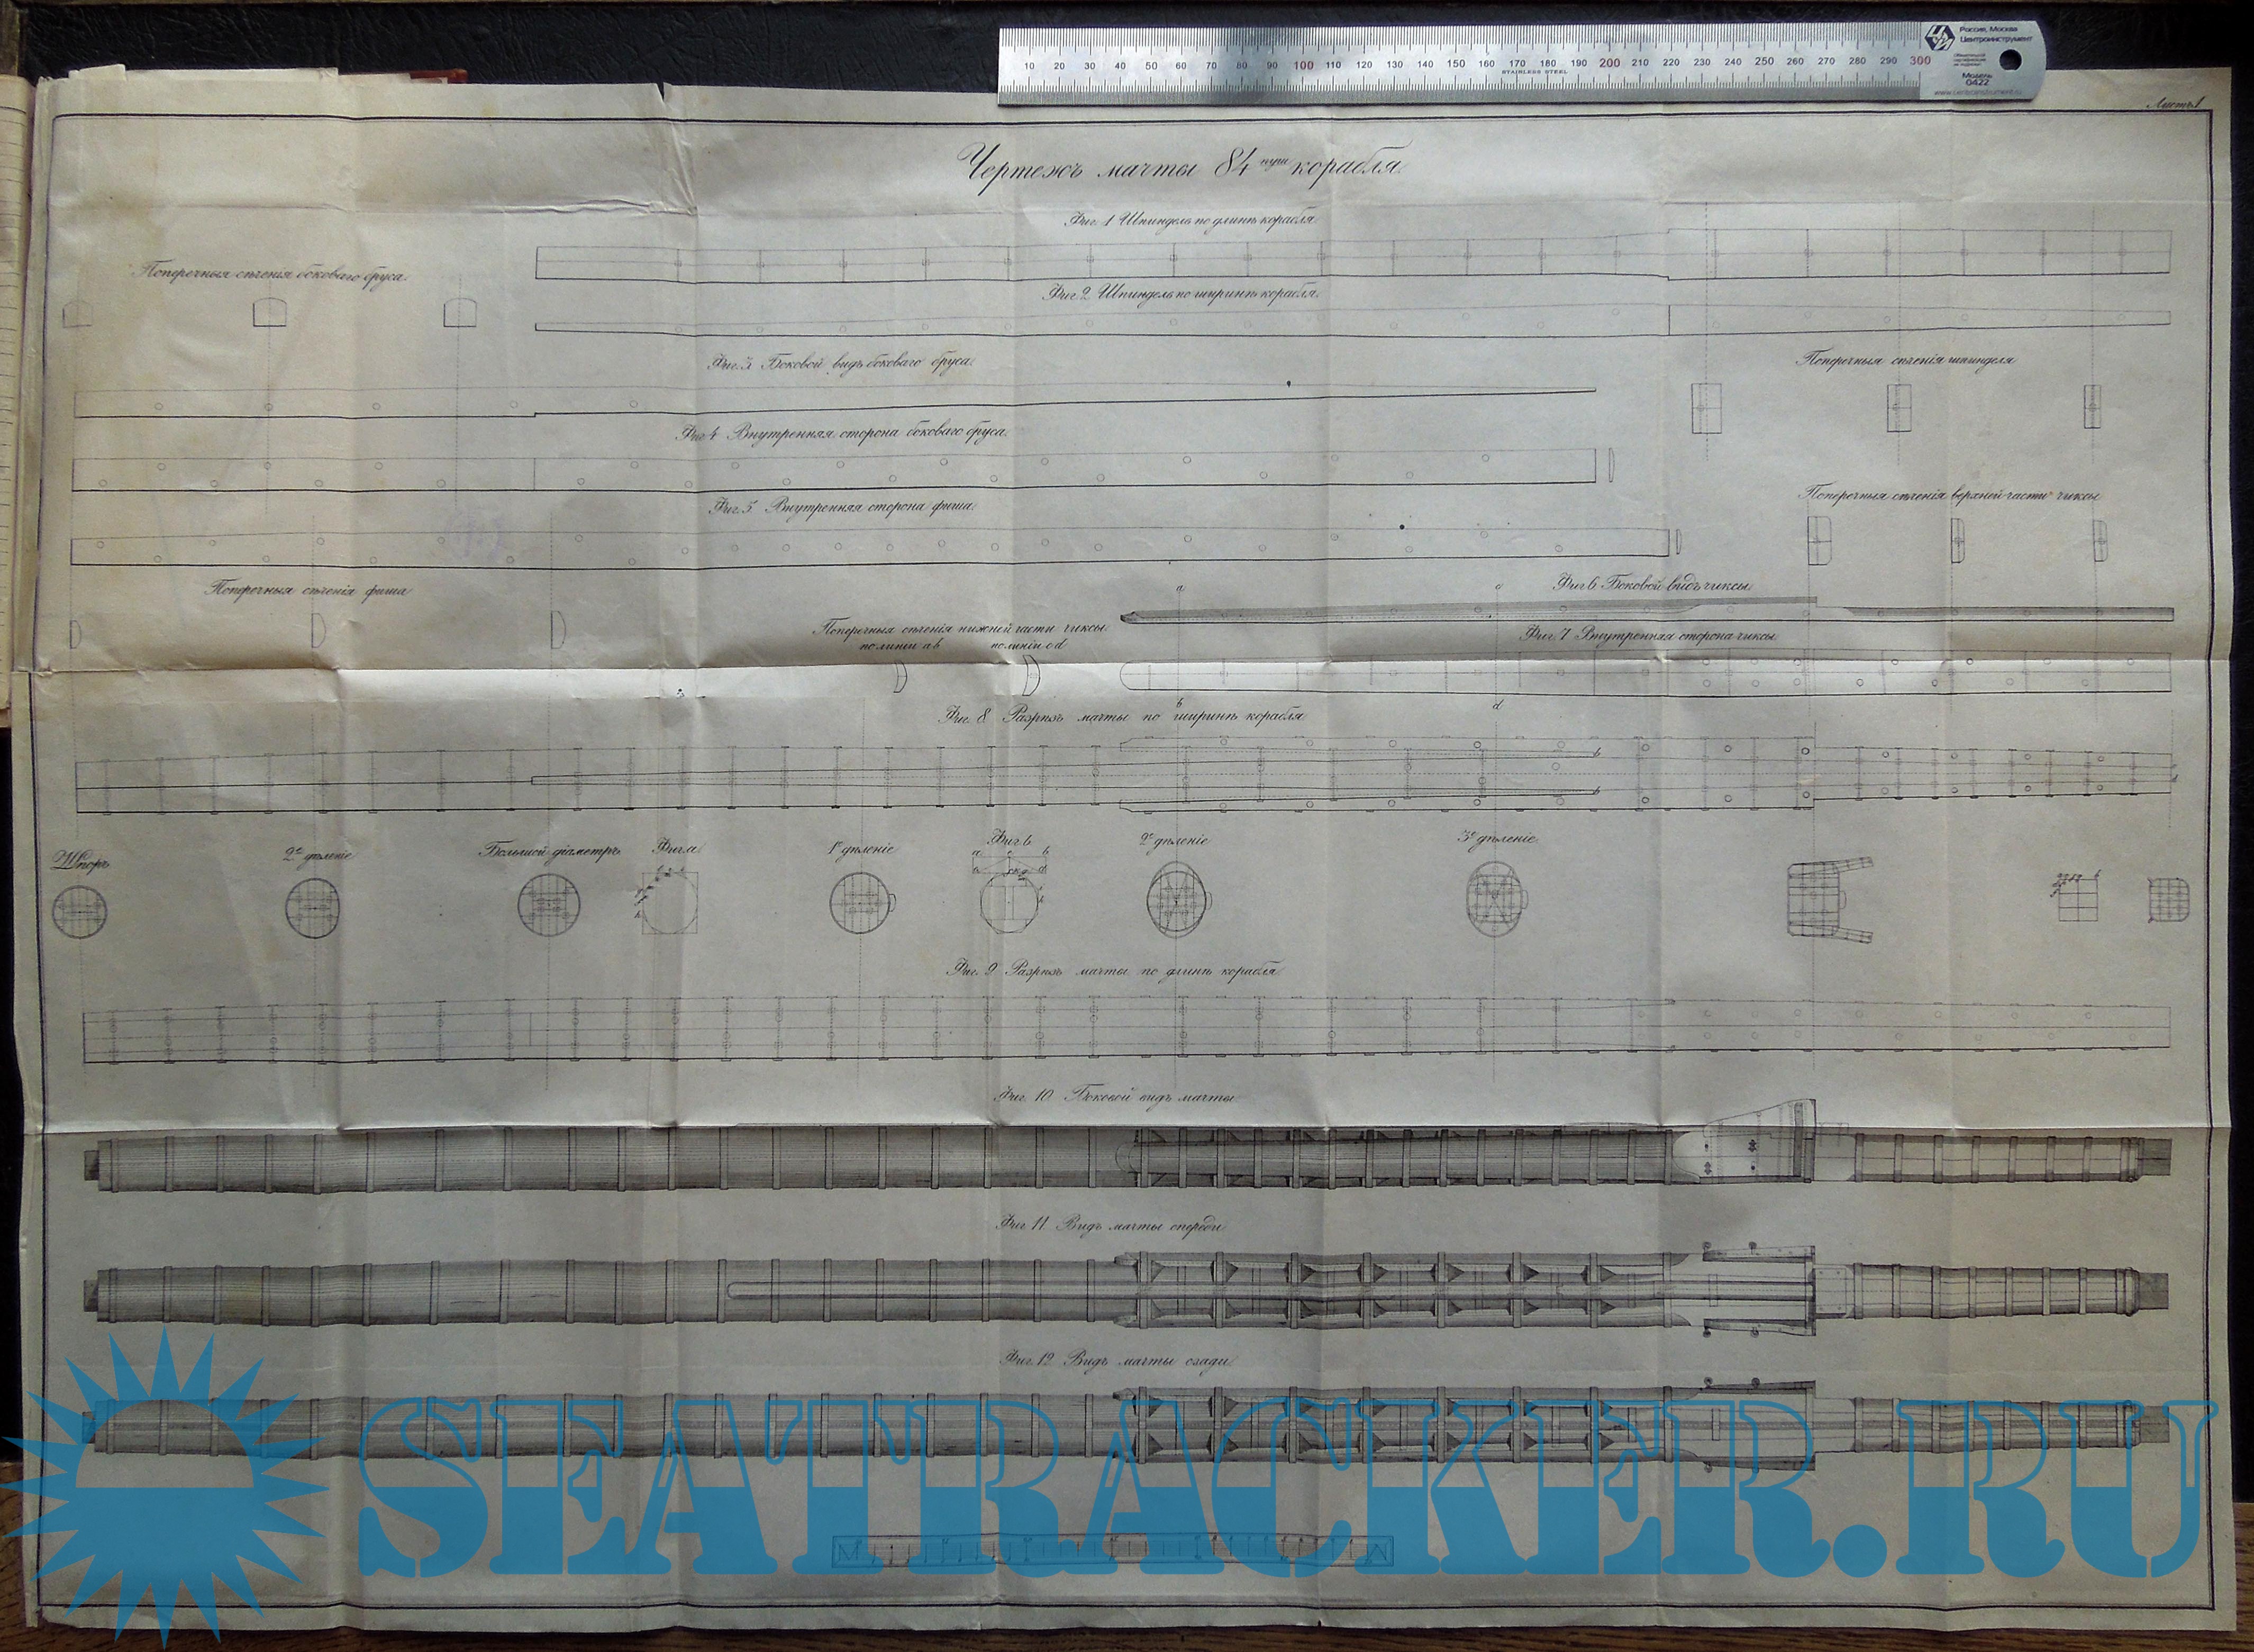 10 20 30 40 50 60 70 80 90 100 110 120 130 140 150 160 170 180 190 200 210 220 230 240 250 260 270 280 290 300
STAINLESS STEEL
Россия, Москва
Центроинструмент
Модель
0422
Листъ 1
Чертежъ мачты 84 пуш корабля.
Фиг. 1 Шпиндель по длинѣ корабля
Поперечныя сѣченія боковаго бруса.
Фиг. 2 Шпиндель по ширинѣ корабля.
Фиг. 3 Боковой видъ боковаго бруса.
Поперечныя сѣченія шпинделя
Фиг. 4 Внутренняя сторона боковаго бруса.
Поперечныя сѣченія верхней части чиксы
Фиг. 5 Внутренняя сторона фиша.
Поперечныя сѣченія фиша
Фиг. 6 Боковой видъ чиксы.
a c
Поперечныя сѣченія нижней части чиксы.
по линіи a b по линіи c d
Фиг. 7 Внутренняя сторона чиксы
b d
Фиг. 8 Разрѣзъ мачты по ширинѣ корабля
Шпоръ
2е дѣленіе
Большой діаметръ
Фиг. a
1е дѣленіе
Фиг. b
2е дѣленіе
3е дѣленіе
Фиг. 9 Разрѣзъ мачты по длинѣ корабля
Фиг. 10 Боковой видъ мачты
Фиг. 11 Видъ мачты спереди
Фиг. 12 Видъ мачты сзади
SEATRACKER.RU